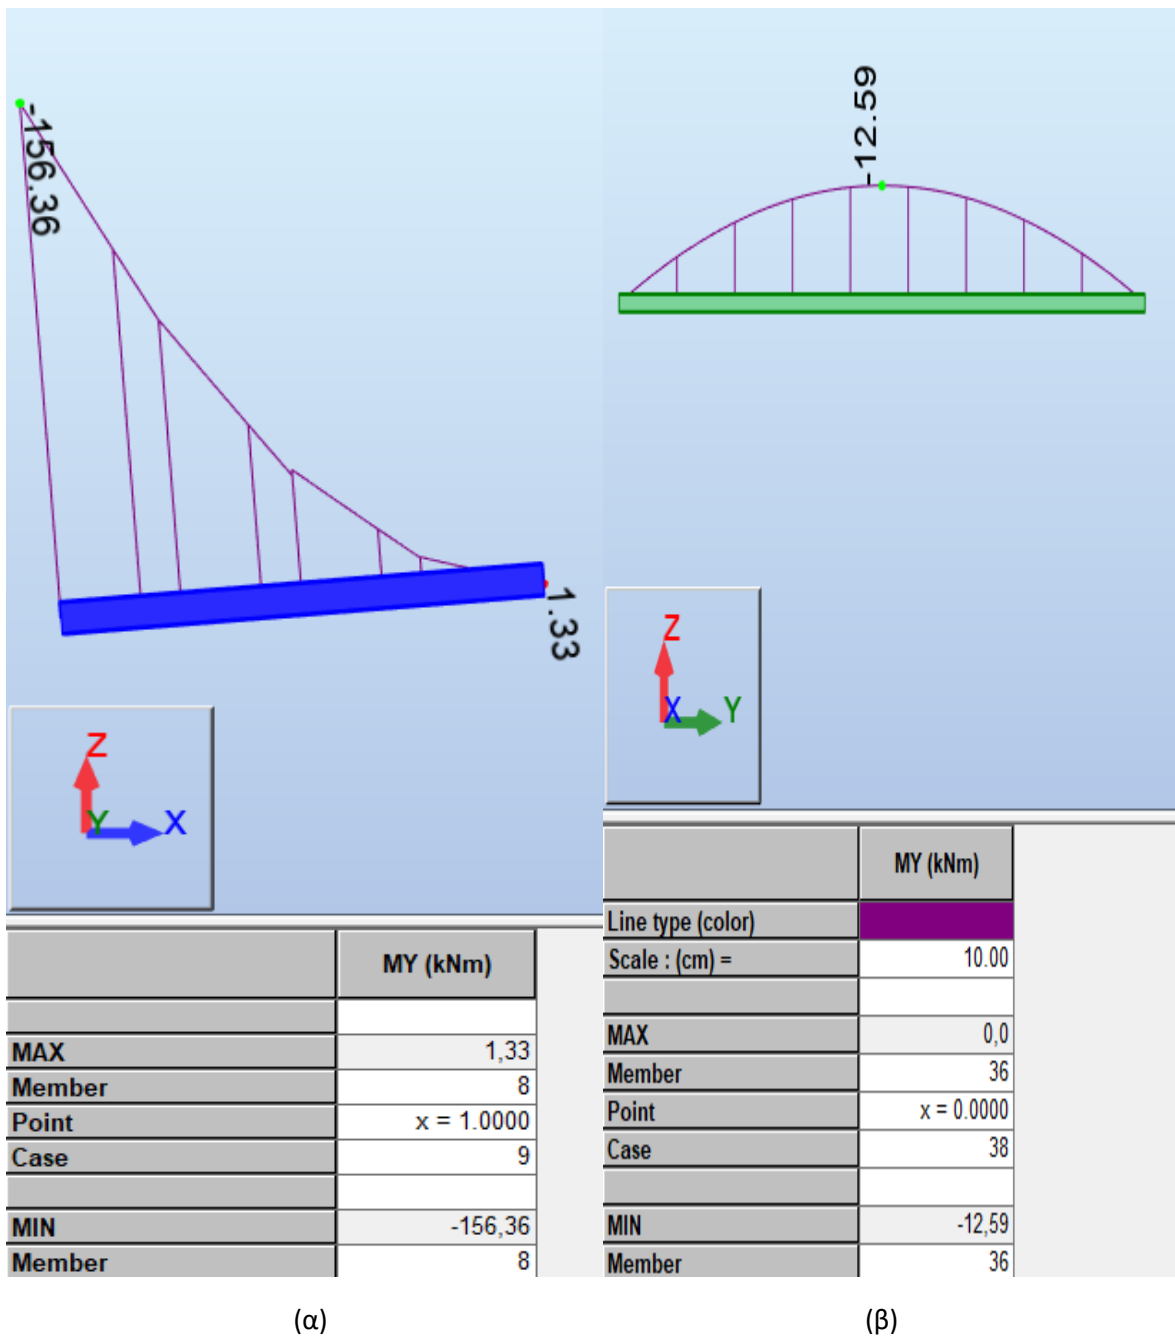 -156.36
1.33
Z
Y X
MY (kNm)
MAX 1,33
Member 8
Point x = 1.0000
Case 9
MIN -156,36
Member 8
(α)
-12.59
Z
X Y
MY (kNm)
Line type (color)
Scale : (cm) = 10.00
MAX 0,0
Member 36
Point x = 0.0000
Case 38
MIN -12,59
Member 36
(β)